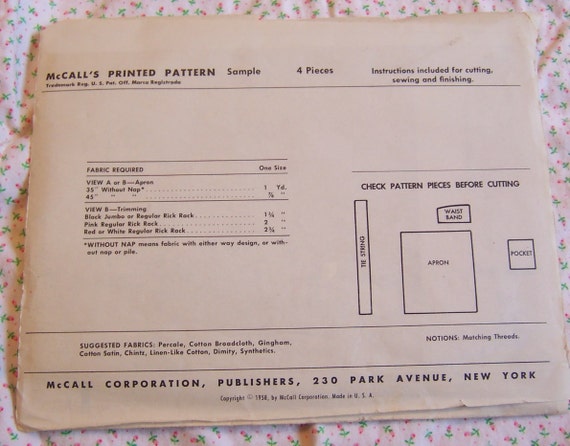 McCALL'S PRINTED PATTERN Sample 4 Pieces Instructions included for cutting,
Trademark Reg. U. S. Pat. Off. Marca Registrada sewing and finishing.
FABRIC REQUIRED One Size
VIEW A or B—Apron
35" Without Nap* 1 Yd.
45" " " ⅞ "
VIEW B—Trimming
Black Jumbo or Regular Rick Rack 1¼ "
Pink Regular Rick Rack 2 "
Red or White Regular Rick Rack 2¾ "
*WITHOUT NAP means fabric with either way design, or with-
out nap or pile.
CHECK PATTERN PIECES BEFORE CUTTING
TIE STRING
WAIST
BAND
APRON
POCKET
SUGGESTED FABRICS: Percale, Cotton Broadcloth, Gingham,
Cotton Satin, Chintz, Linen-Like Cotton, Dimity, Synthetics.
NOTIONS: Matching Threads.
McCALL CORPORATION, PUBLISHERS, 230 PARK AVENUE, NEW YORK
Copyright © 1958, by McCall Corporation. Made in U. S. A.